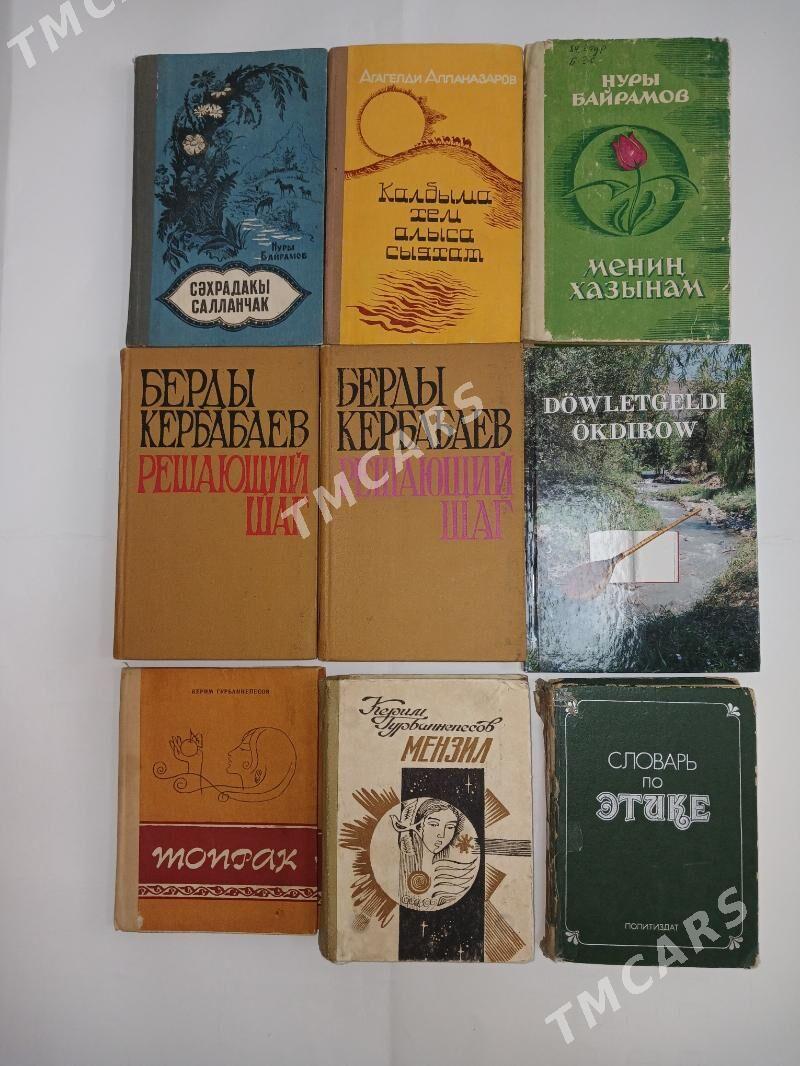 НУРЫ
БАЙРАМОВ
СӘХРАДАКЫ
САЛЛАНЧАК
АГАГЕЛДИ АЛЛАНАЗАРОВ
Калбыма
хем
алыса
сыяхат
НУРЫ
БАЙРАМОВ
МЕНИҢ
ХАЗЫНАМ
БЕРДЫ
КЕРБАБАЕВ
РЕШАЮЩИЙ
ШАГ
БЕРДЫ
КЕРБАБАЕВ
РЕШАЮЩИЙ
ШАГ
DÖWLETGELDI
ÖKDIROW
КЕРИМ ГУРБАННЕПЕСОВ
ТОПРАК
Керим
Гурбаннепесов
МЕНЗИЛ
СЛОВАРЬ
ПО
ЭТИКЕ
ПОЛИТИЗДАТ
TMCARS
TMCARS
TMCARS
TMCARS
TMCARS
TMCARS